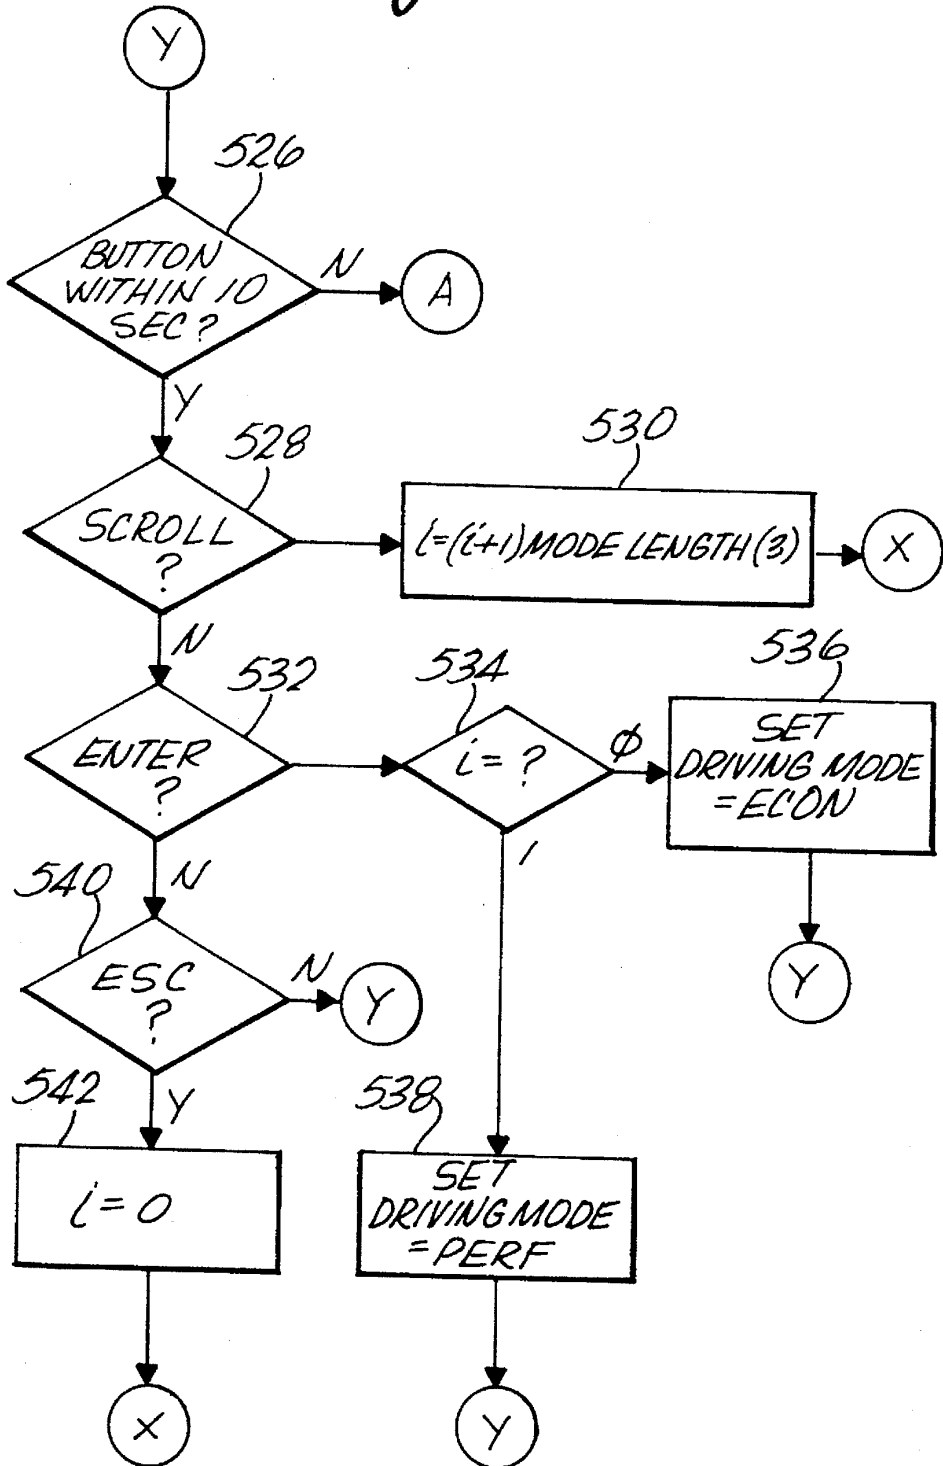 Y
526
BUTTON
WITHIN 10
SEC?
N
A
Y
528
SCROLL
?
530
i=(i+1)MODE LENGTH(3)
X
N
532
ENTER
?
534
i = ?
φ
536
SET
DRIVING MODE
=ECON
1
Y
N
540
ESC
?
N
Y
Y
542
i = 0
538
SET
DRIVING MODE
=PERF
X
Y